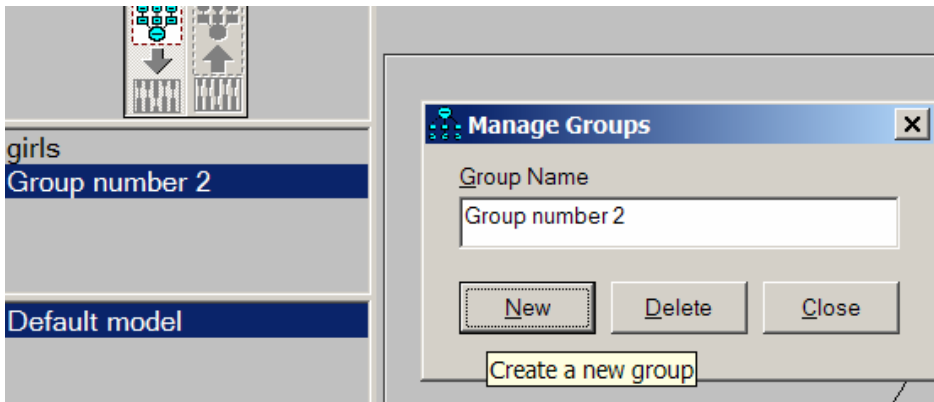 girls
Group number 2
Default model
Manage Groups
Group Name
Group number 2
New Delete Close
Create a new group